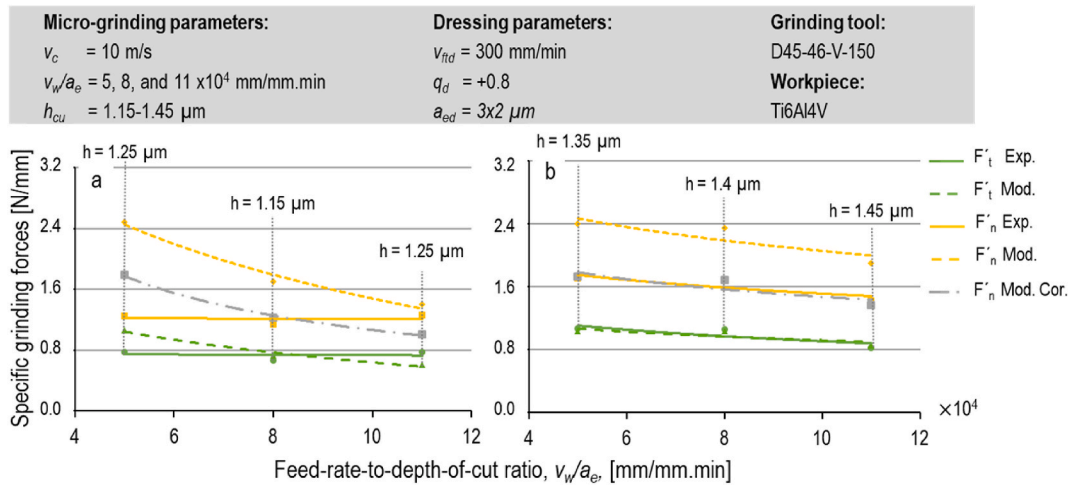 Micro-grinding parameters:
v_c = 10 m/s
v_w/a_e = 5, 8, and 11 x10⁴ mm/mm.min
h_cu = 1.15-1.45 µm
Dressing parameters:
v_ftd = 300 mm/min
q_d = +0.8
a_ed = 3x2 µm
Grinding tool:
D45-46-V-150
Workpiece:
Ti6Al4V
Specific grinding forces [N/mm]
3.2
2.4
1.6
0.8
0.0
a
h = 1.25 µm
h = 1.15 µm
h = 1.25 µm
4 6 8 10 12
3.2
2.4
1.6
0.8
0.0
b
h = 1.35 µm
h = 1.4 µm
h = 1.45 µm
4 6 8 10 12
×10⁴
F´t Exp.
F´t Mod.
F´n Exp.
F´n Mod.
F´n Mod. Cor.
Feed-rate-to-depth-of-cut ratio, v_w/a_e, [mm/mm.min]